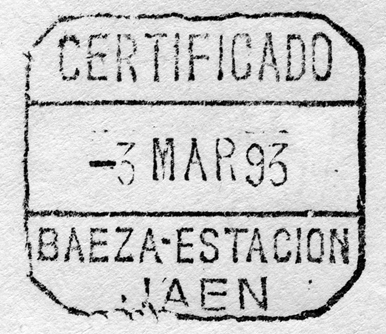 CERTIFICADO
-3 MAR 93
BAEZA-ESTACION
JAEN